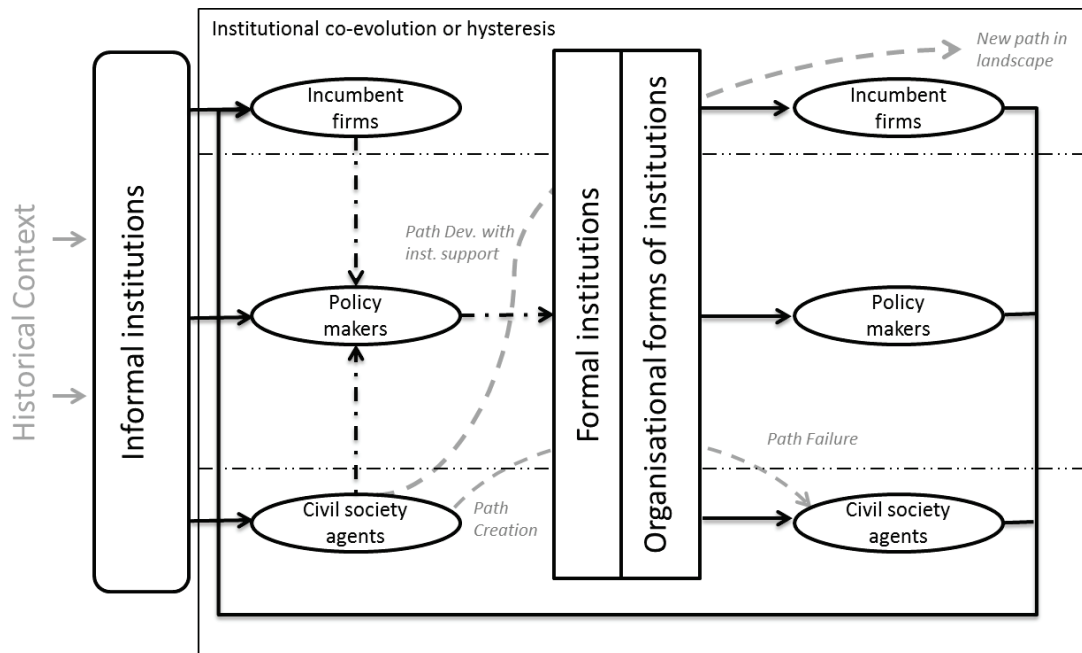 Institutional co-evolution or hysteresis
Historical Context
Informal institutions
Incumbent
firms
Policy
makers
Civil society
agents
Path Dev. with
inst. support
Path
Creation
Formal institutions
Organisational forms of institutions
New path in
landscape
Incumbent
firms
Policy
makers
Path Failure
Civil society
agents